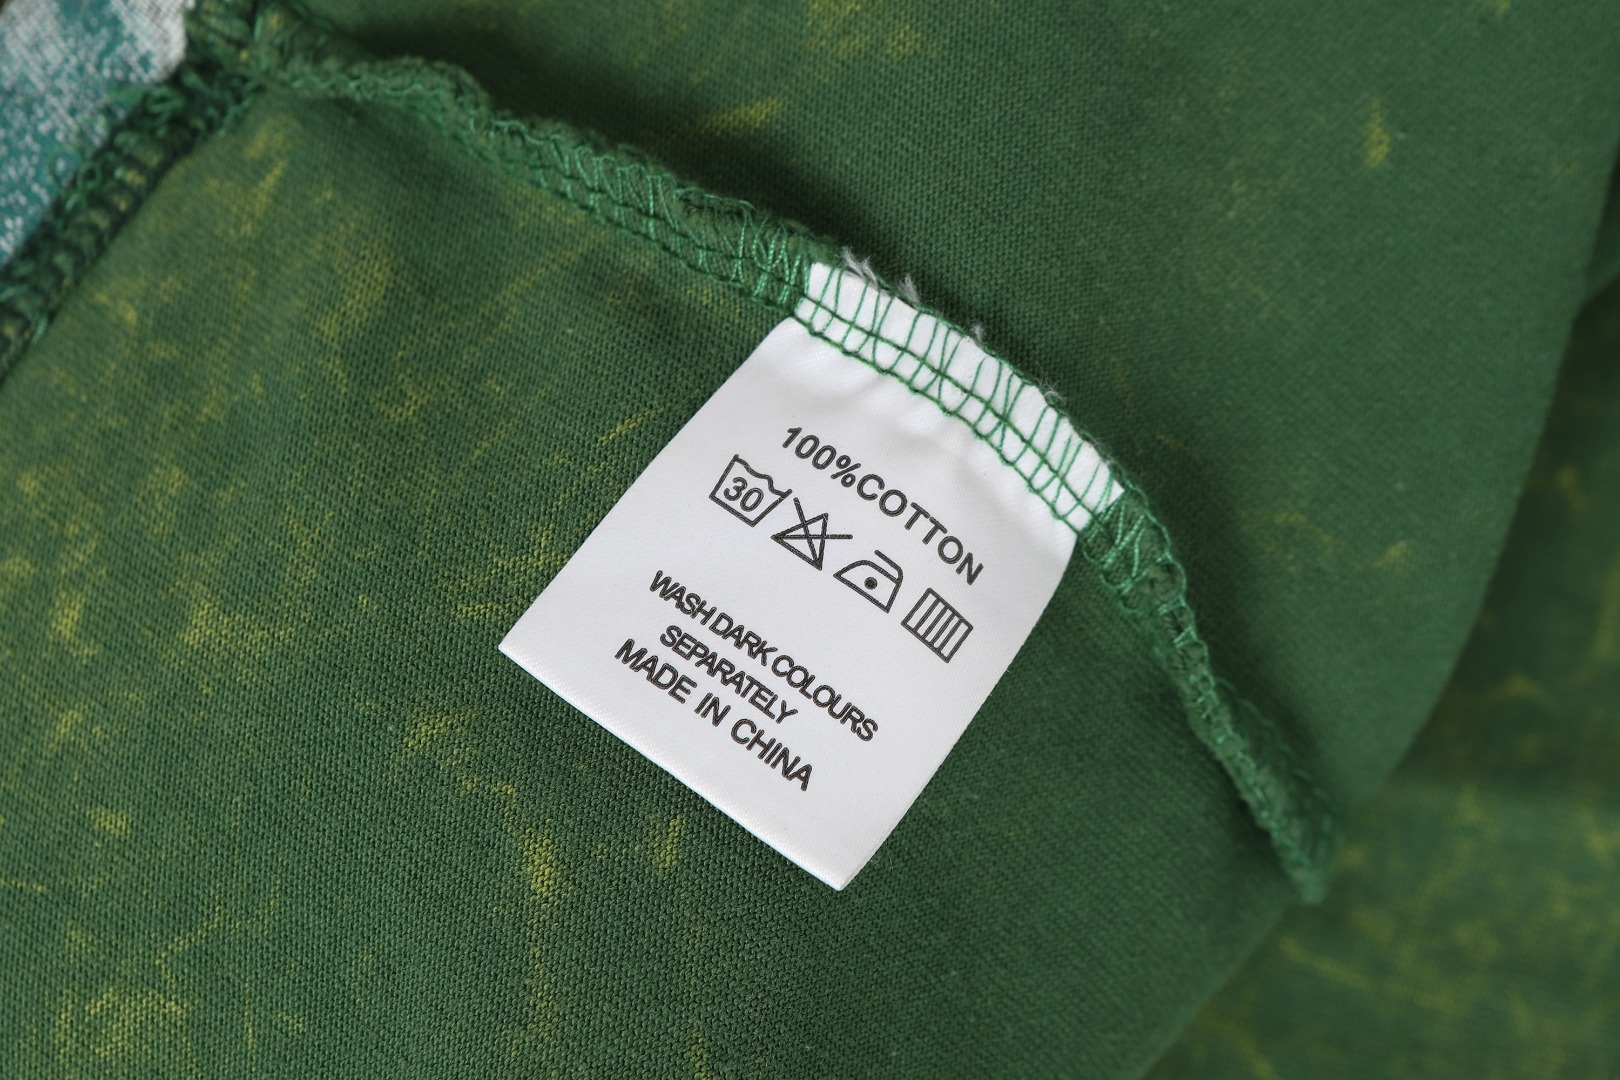 100%COTTON
30
WASH DARK COLOURS
SEPARATELY
MADE IN CHINA